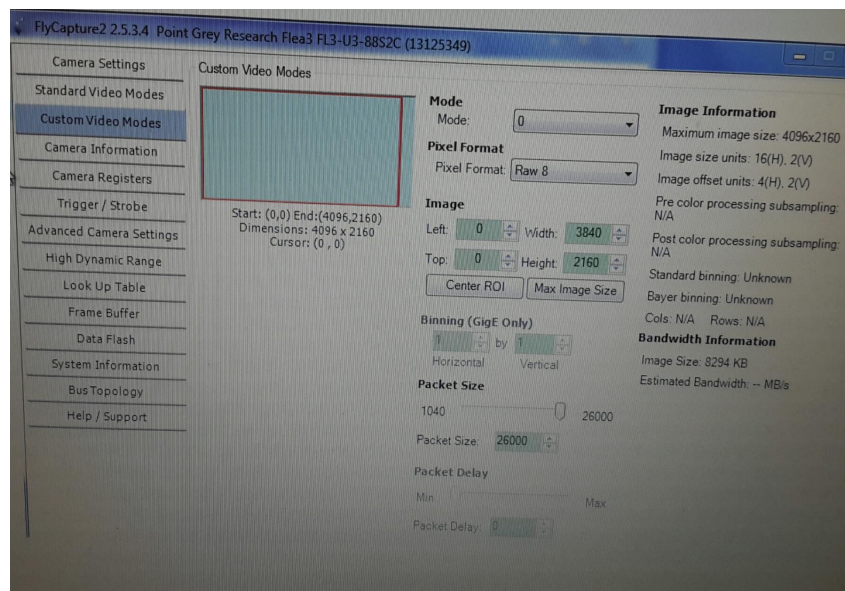 FlyCapture2 2.5.3.4 Point Grey Research Flea3 FL3-U3-88S2C (13125349)
Camera Settings
Standard Video Modes
Custom Video Modes
Camera Information
Camera Registers
Trigger / Strobe
Advanced Camera Settings
High Dynamic Range
Look Up Table
Frame Buffer
Data Flash
System Information
Bus Topology
Help / Support
Custom Video Modes
Start: (0,0) End:(4096,2160)
Dimensions: 4096 x 2160
Cursor: (0 , 0)
Mode
Mode: 0
Pixel Format
Pixel Format: Raw 8
Image
Left: 0 Width: 3840
Top: 0 Height: 2160
Center ROI Max Image Size
Binning (GigE Only)
1 by 1
Horizontal Vertical
Packet Size
1040 26000
Packet Size: 26000
Packet Delay
Min Max
Packet Delay: 0
Image Information
Maximum image size: 4096x2160
Image size units: 16(H), 2(V)
Image offset units: 4(H), 2(V)
Pre color processing subsampling:
N/A
Post color processing subsampling:
N/A
Standard binning: Unknown
Bayer binning: Unknown
Cols: N/A Rows: N/A
Bandwidth Information
Image Size: 8294 KB
Estimated Bandwidth: -- MB/s